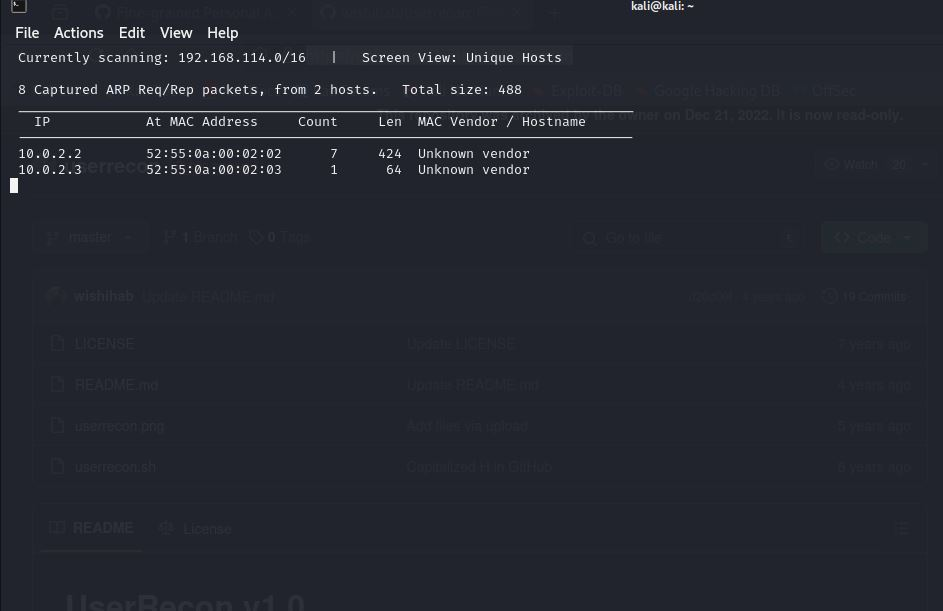 kali@kali: ~
Fine-grained Personal A
File Actions Edit View Help
Currently scanning: 192.168.114.0/16 | Screen View: Unique Hosts
8 Captured ARP Req/Rep packets, from 2 hosts. Total size: 488
Exploit-DB Google Hacking DB OffSec
the owner on Dec 21, 2022. It is now read-only.
IP At MAC Address Count Len MAC Vendor / Hostname
10.0.2.2 52:55:0a:00:02:02 7 424 Unknown vendor
10.0.2.3 52:55:0a:00:02:03 1 64 Unknown vendor
userrecon
Watch 20
master 1 Branch 0 Tags Go to file Code
wishihab Update README.md 4 years ago 19 Commits
LICENSE Update LICENSE 7 years ago
README.md Update README.md 4 years ago
userrecon.png Add files via upload 5 years ago
userrecon.sh Capitalized H in GitHub 6 years ago
README License
UserRecon v1.0